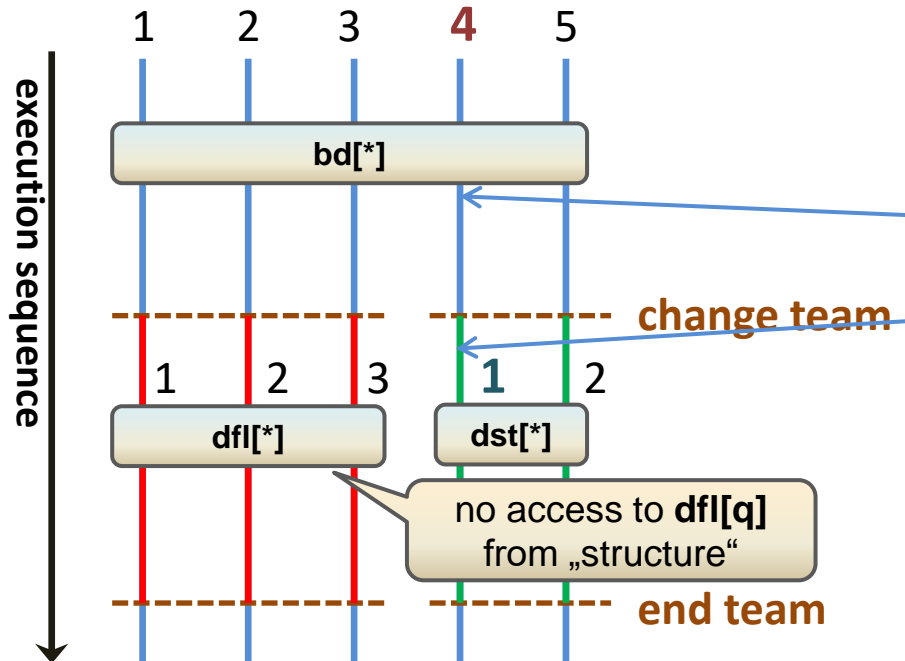 1 2 3 4 5
execution sequence
bd[*]
change team
1 2 3 1 2
dfl[*] dst[*]
no access to dfl[q]
from „structure“
end team